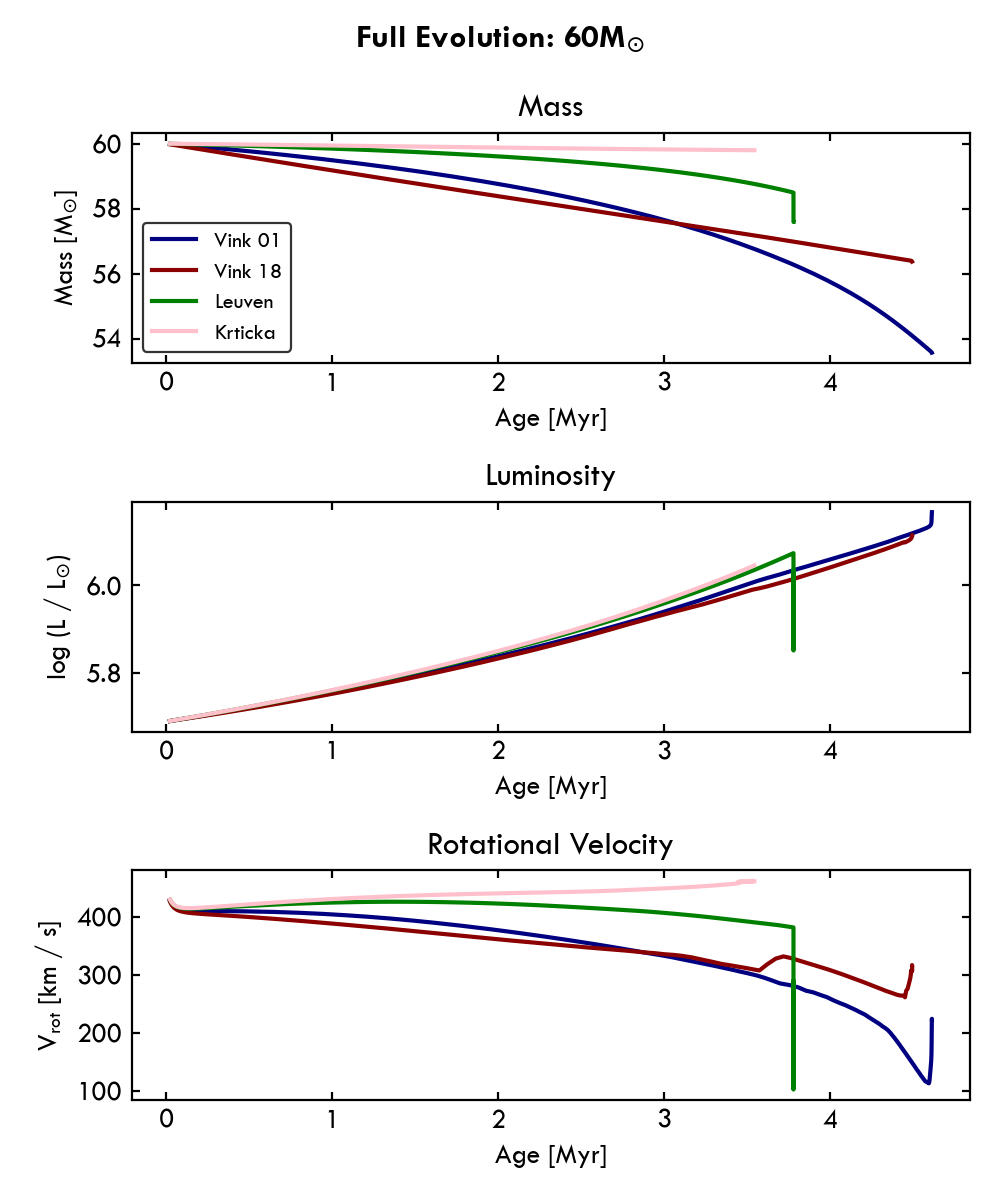 Full Evolution: 60M☉
Mass
60
58
56
54
Mass [M☉]
Vink 01
Vink 18
Leuven
Krticka
0 1 2 3 4
Age [Myr]
Luminosity
6.0
5.8
log (L / L☉)
0 1 2 3 4
Age [Myr]
Rotational Velocity
400
300
200
100
Vrot [km / s]
0 1 2 3 4
Age [Myr]